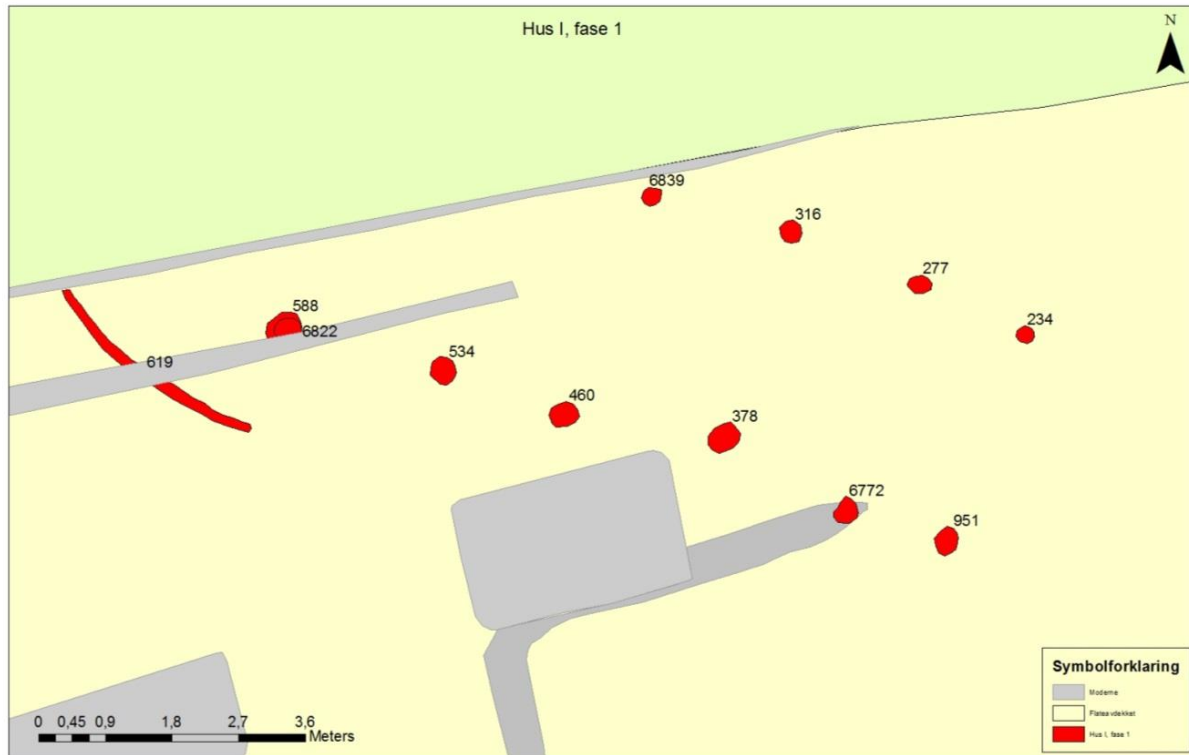 Hus I, fase 1
N
6839
316
277
588
6822
234
619
534
460
378
6772
951
0 0,45 0,9 1,8 2,7 3,6
Meters
Symbolforklaring
Moderne
Flateavdekket
Hus I, fase 1